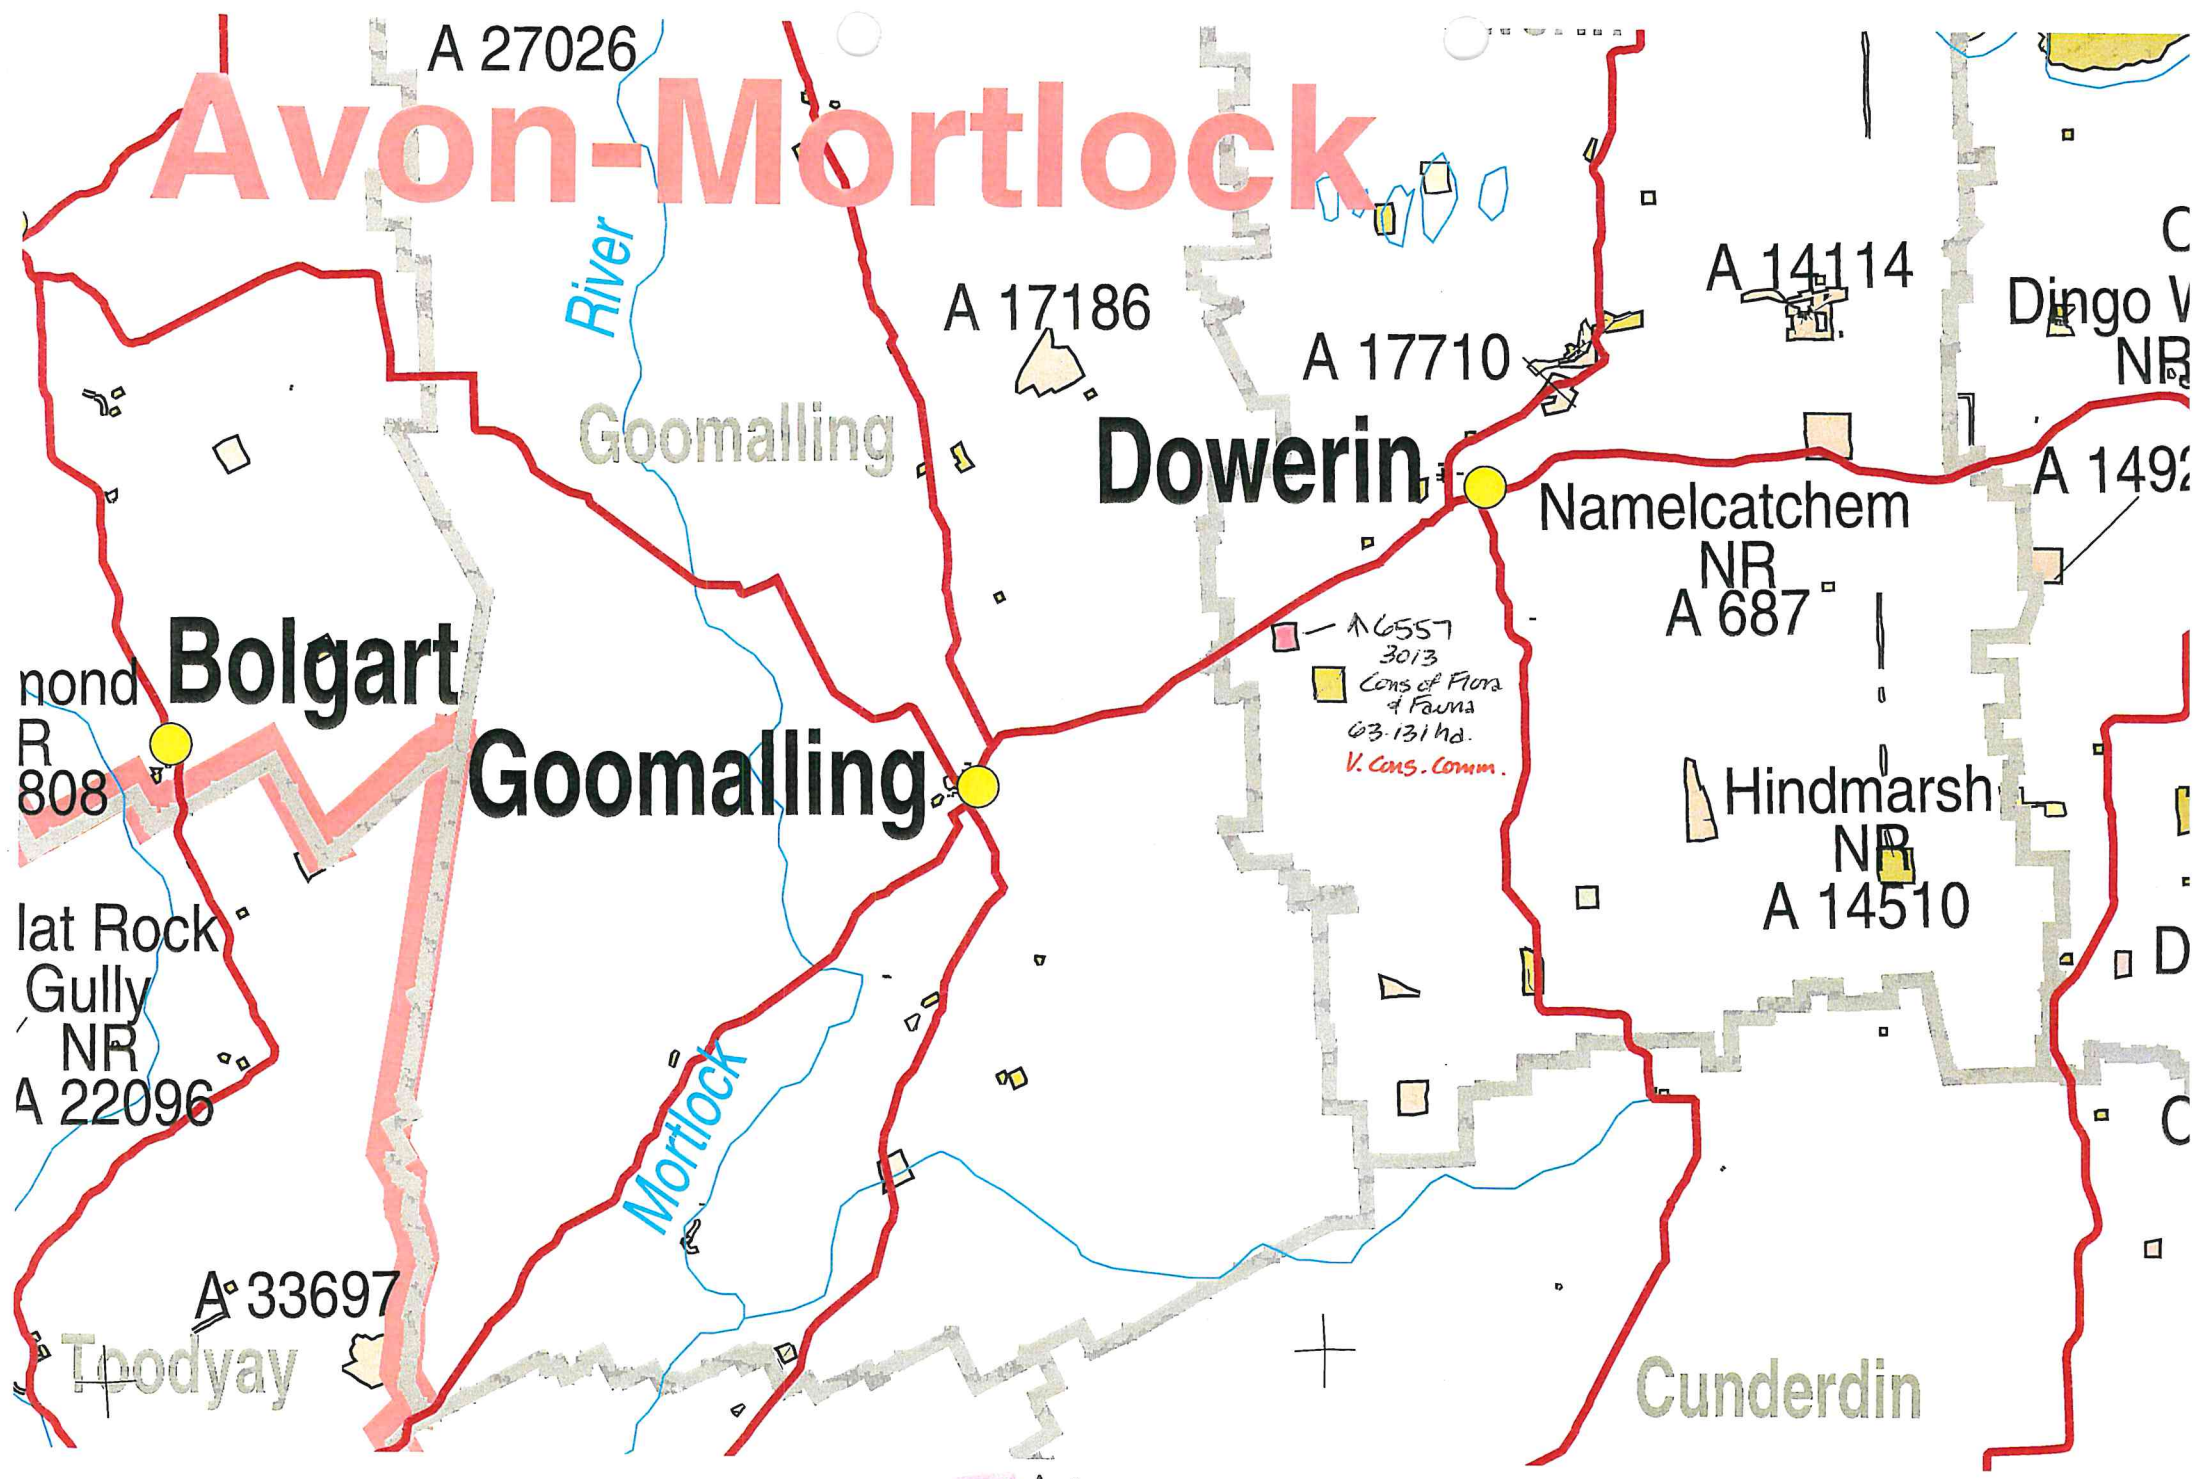 A 27026
Avon-Mortlock
River
A 17186
A 14114
Dingo
NR
A 17710
Goomalling
Dowerin
A 1492
Namelcatchem
NR
A 687
Bolgart
nond
R
808
A 6557
3013
Cons of Flora
& Fauna
63.131 ha.
V. Cons. Comm.
Goomalling
Hindmarsh
NR
A 14510
lat Rock
Gully
NR
A 22096
D
Mortlock
A 33697
Toodyay
Cunderdin